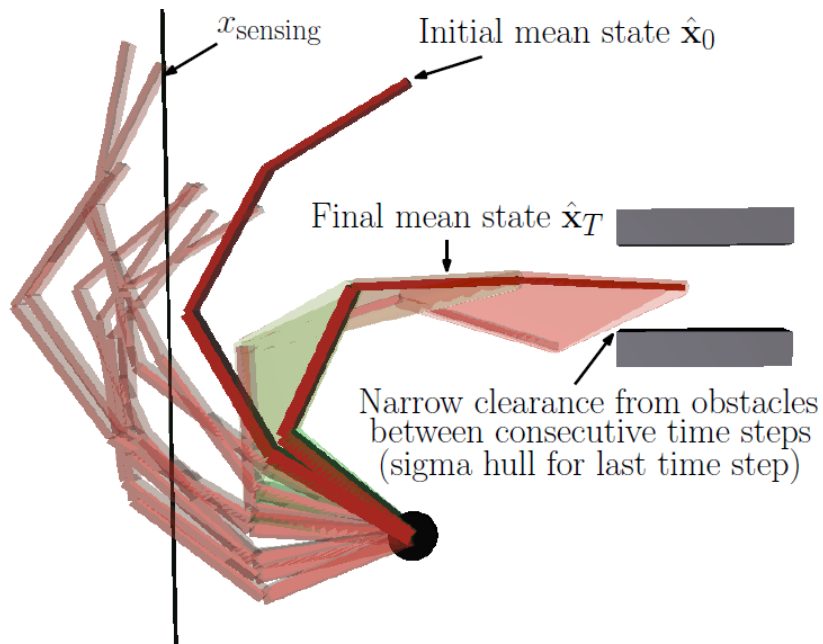 x_sensing
Initial mean state x̂₀
Final mean state x̂_T
Narrow clearance from obstacles
between consecutive time steps
(sigma hull for last time step)